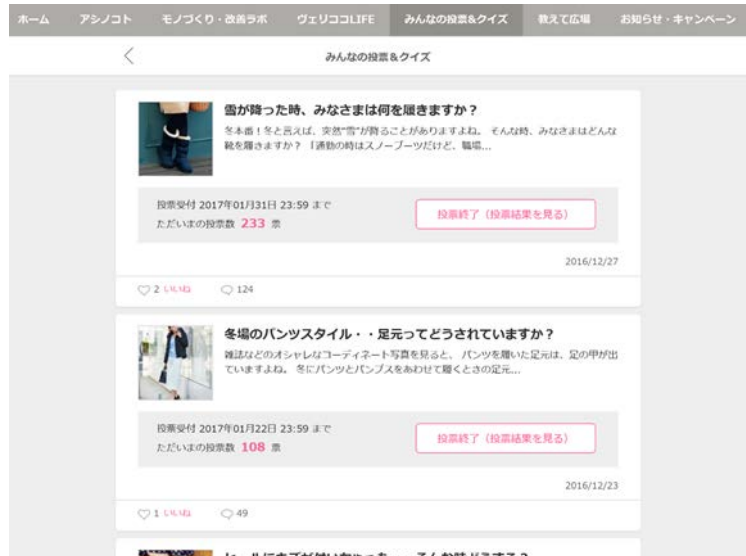 ホーム アシノコト モノづくり・改善ラボ ヴェリココLIFE みんなの投票&クイズ 教えて広場 お知らせ・キャンペーン
みんなの投票&クイズ
雪が降った時、みなさまは何を履きますか？
冬本番！冬と言えば、突然“雪”が降ることがありますよね。 そんな時、みなさまはどんな
靴を履きますか？ 「通勤の時はスノーブーツだけど、職場...
投票受付 2017年01月31日 23:59 まで
ただいまの投票数 233 票
投票終了（投票結果を見る）
2016/12/27
2 いいね 124
冬場のパンツスタイル・・足元ってどうされていますか？
雑誌などのオシャレなコーディネート写真を見ると、 パンツを履いた足元は、足の甲が出
ていますよね。 冬にパンツとパンプスをあわせて履くときの足元...
投票受付 2017年01月22日 23:59 まで
ただいまの投票数 108 票
投票終了（投票結果を見る）
2016/12/23
1 いいね 49